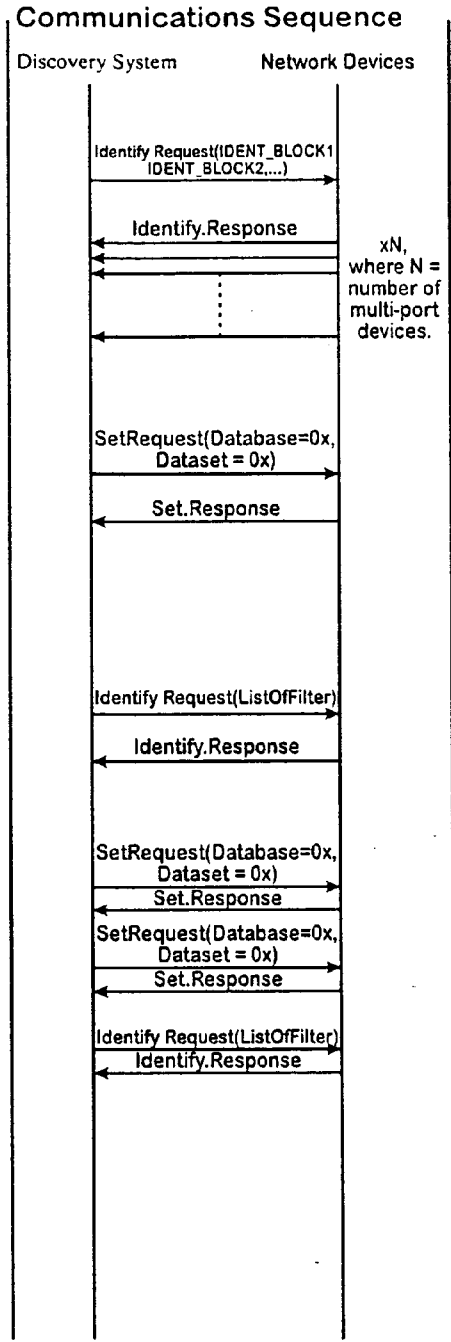 Communications Sequence
Discovery System
Network Devices
Identify Request(IDENT_BLOCK1
IDENT_BLOCK2,...)
Identify.Response
xN,
where N =
number of
multi-port
devices.
SetRequest(Database=0x,
Dataset = 0x)
Set.Response
Identify Request(ListOfFilter)
Identify.Response
SetRequest(Database=0x,
Dataset = 0x)
Set.Response
SetRequest(Database=0x,
Dataset = 0x)
Set.Response
Identify Request(ListOfFilter)
Identify.Response